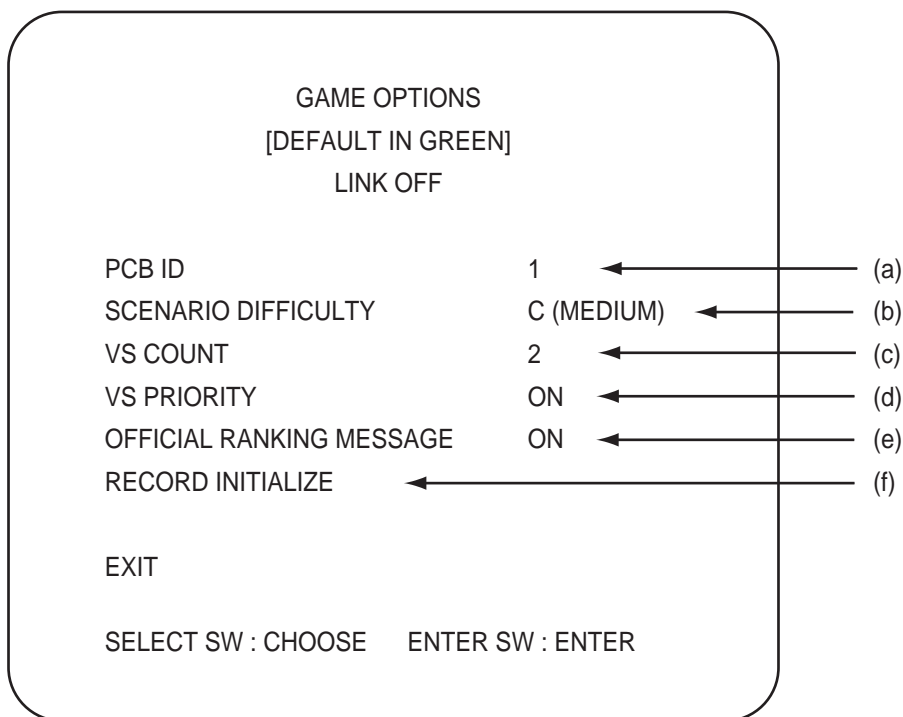 GAME OPTIONS
[DEFAULT IN GREEN]
LINK OFF
PCB ID 1 (a)
SCENARIO DIFFICULTY C (MEDIUM) (b)
VS COUNT 2 (c)
VS PRIORITY ON (d)
OFFICIAL RANKING MESSAGE ON (e)
RECORD INITIALIZE (f)
EXIT
SELECT SW : CHOOSE ENTER SW : ENTER